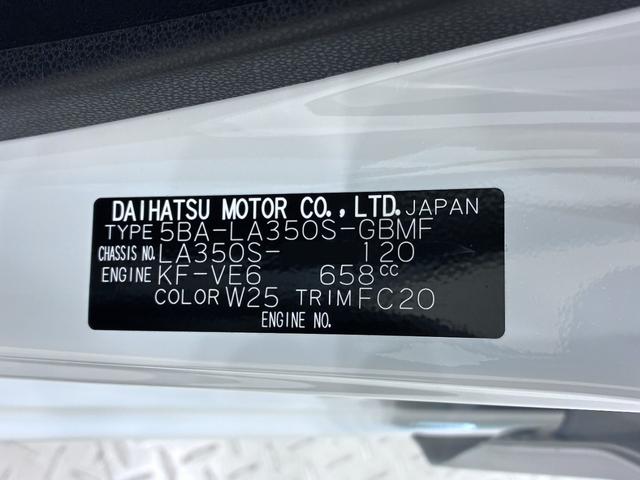 DAIHATSU MOTOR CO., LTD. JAPAN
TYPE 5BA-LA350S-GBMF
CHASSIS NO. LA350S- 120
ENGINE KF-VE6 658cc
COLOR W25 TRIM FC20
ENGINE NO.